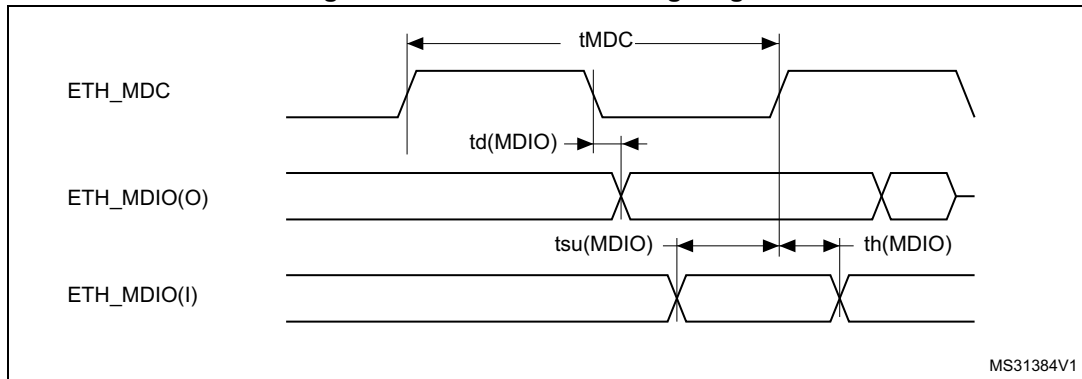 tMDC
ETH_MDC
td(MDIO)
ETH_MDIO(O)
tsu(MDIO) th(MDIO)
ETH_MDIO(I)
MS31384V1